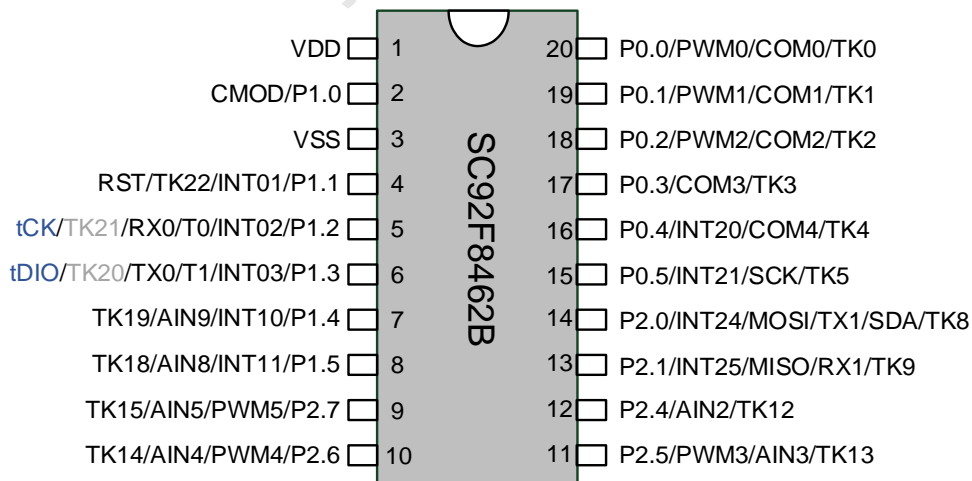 VDD 1 20 P0.0/PWM0/COM0/TK0
CMOD/P1.0 2 19 P0.1/PWM1/COM1/TK1
VSS 3 18 P0.2/PWM2/COM2/TK2
RST/TK22/INT01/P1.1 4 17 P0.3/COM3/TK3
tCK/TK21/RX0/T0/INT02/P1.2 5 16 P0.4/INT20/COM4/TK4
tDIO/TK20/TX0/T1/INT03/P1.3 6 15 P0.5/INT21/SCK/TK5
TK19/AIN9/INT10/P1.4 7 14 P2.0/INT24/MOSI/TX1/SDA/TK8
TK18/AIN8/INT11/P1.5 8 13 P2.1/INT25/MISO/RX1/TK9
TK15/AIN5/PWM5/P2.7 9 12 P2.4/AIN2/TK12
TK14/AIN4/PWM4/P2.6 10 11 P2.5/PWM3/AIN3/TK13
SC92F8462B